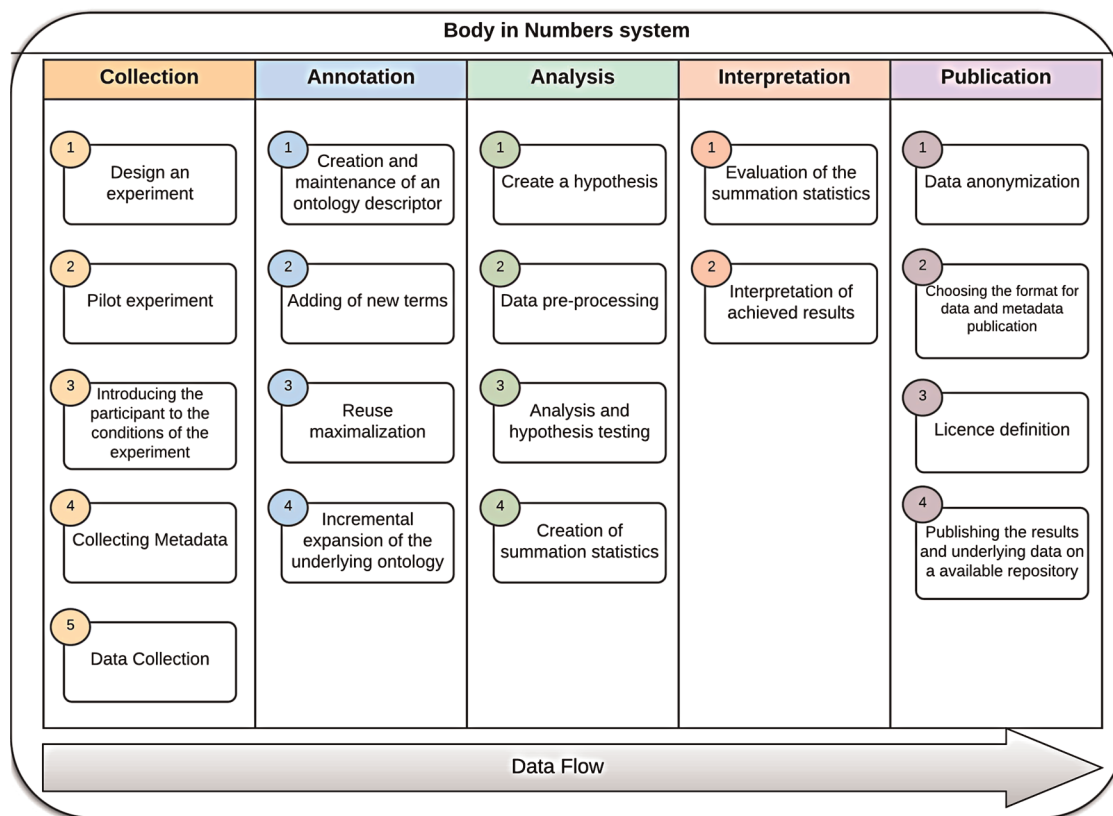 Body in Numbers system
Collection
1
Design an
experiment
2
Pilot experiment
3
Introducing the
participant to the
conditions of the
experiment
4
Collecting Metadata
5
Data Collection
Annotation
1
Creation and
maintenance of an
ontology descriptor
2
Adding of new terms
3
Reuse
maximalization
4
Incremental
expansion of the
underlying ontology
Analysis
1
Create a hypothesis
2
Data pre-processing
3
Analysis and
hypothesis testing
4
Creation of
summation statistics
Interpretation
1
Evaluation of the
summation statistics
2
Interpretation of
achieved results
Publication
1
Data anonymization
2
Choosing the format for
data and metadata
publication
3
Licence definition
4
Publishing the results
and underlying data on
a available repository
Data Flow